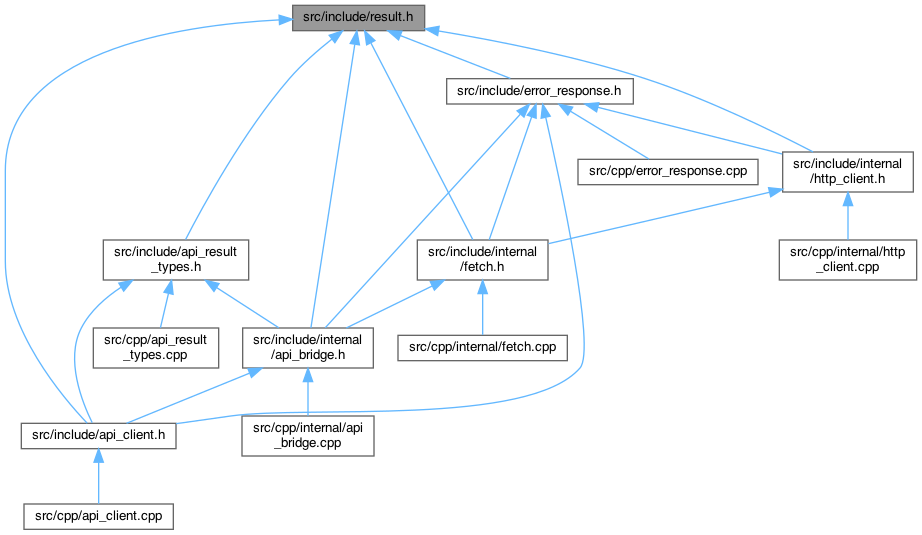 src/include/result.h
src/include/error_response.h
src/cpp/error_response.cpp
src/include/internal
/http_client.h
src/include/api_result
_types.h
src/include/internal
/fetch.h
src/cpp/internal/http
_client.cpp
src/cpp/api_result
_types.cpp
src/include/internal
/api_bridge.h
src/cpp/internal/fetch.cpp
src/include/api_client.h
src/cpp/internal/api
_bridge.cpp
src/cpp/api_client.cpp